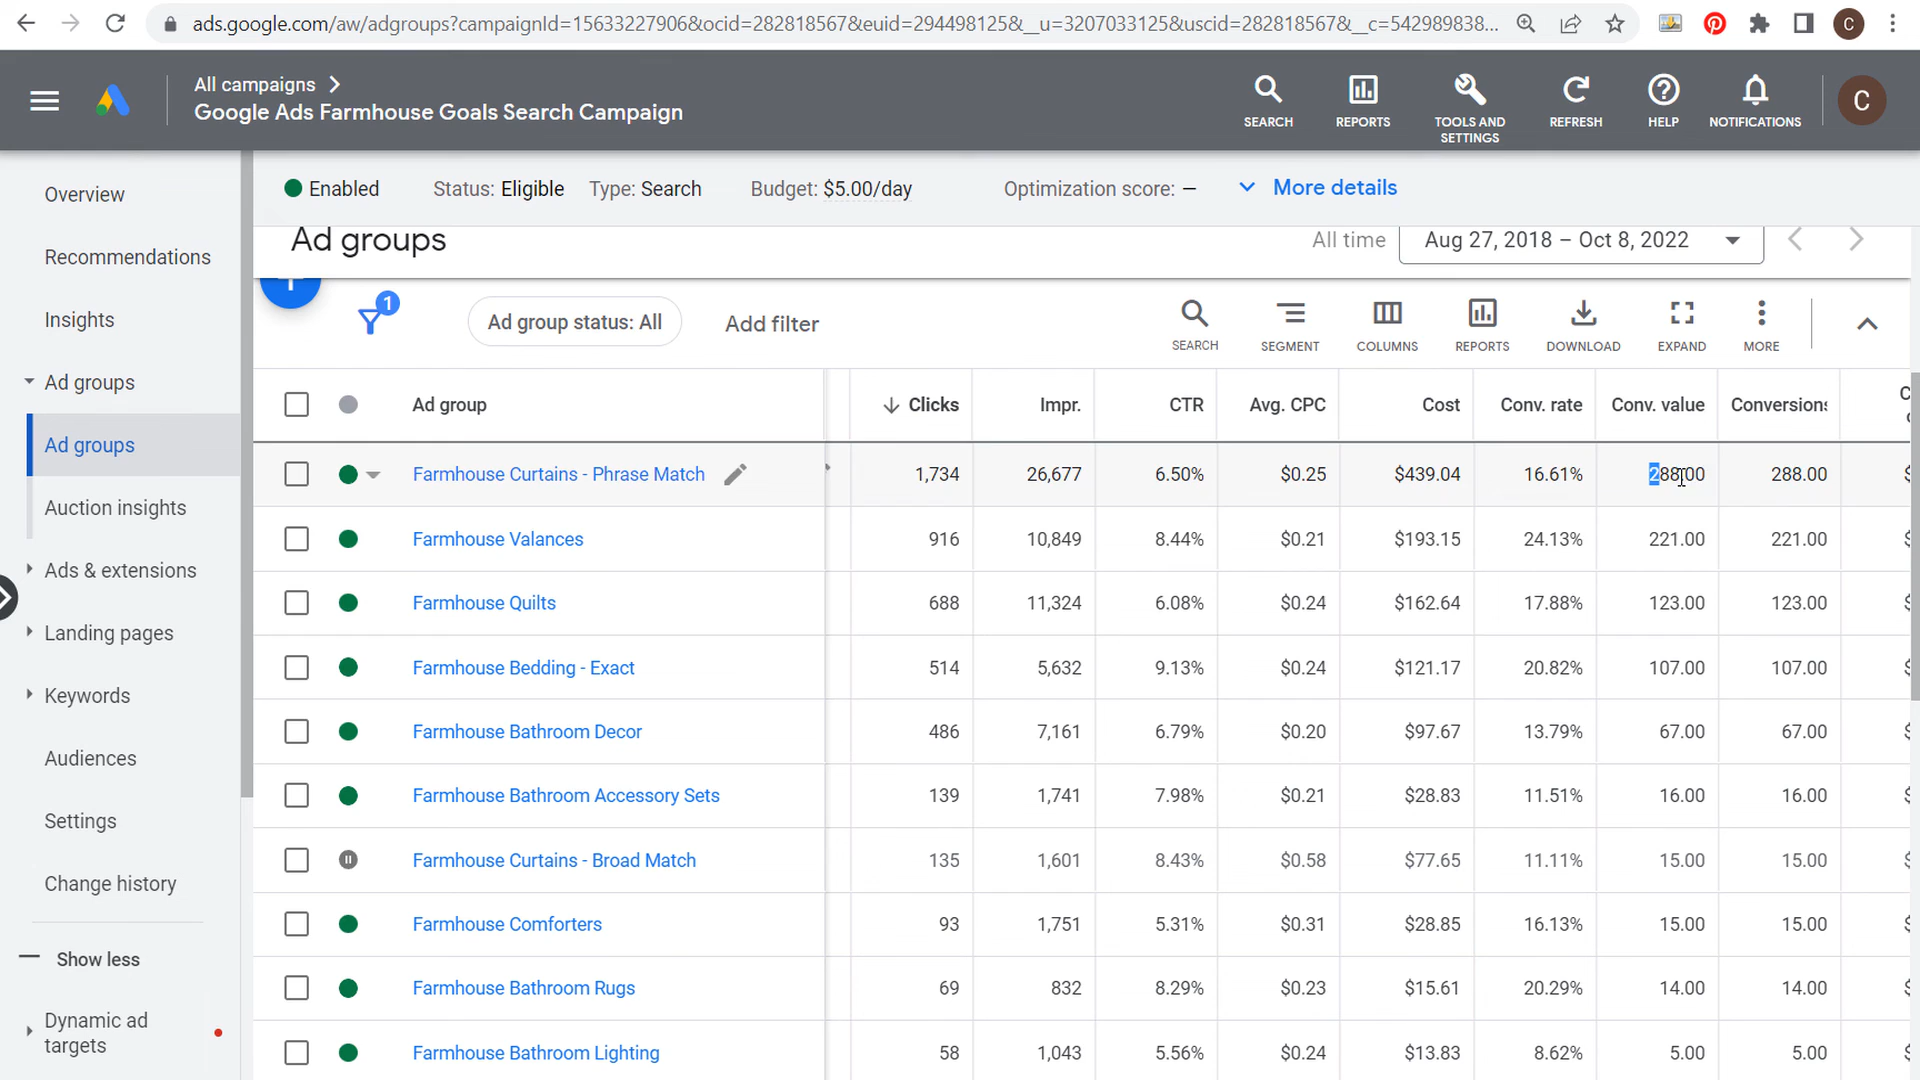 ads.google.com/aw/adgroups?campaignId=15633227906&ocid=282818567&euid=294498125&__u=3207033125&uscid=282818567&__c=542989838...
C
All campaigns
Google Ads Farmhouse Goals Search Campaign
SEARCH
REPORTS
TOOLS AND SETTINGS
REFRESH
HELP
NOTIFICATIONS
C
Overview
Recommendations
Insights
Ad groups
Ad groups
Auction insights
Ads & extensions
Landing pages
Keywords
Audiences
Settings
Change history
Show less
Dynamic ad
targets
Enabled Status: Eligible Type: Search Budget: $5.00/day Optimization score: – More details
Ad groups
All time Aug 27, 2018 – Oct 8, 2022
1
Ad group status: All
Add filter
SEARCH
SEGMENT
COLUMNS
REPORTS
DOWNLOAD
EXPAND
MORE
Ad group Clicks Impr. CTR Avg. CPC Cost Conv. rate Conv. value Conversions
Farmhouse Curtains - Phrase Match 1,734 26,677 6.50% $0.25 $439.04 16.61% 288.00 288.00 $
Farmhouse Valances 916 10,849 8.44% $0.21 $193.15 24.13% 221.00 221.00 $
Farmhouse Quilts 688 11,324 6.08% $0.24 $162.64 17.88% 123.00 123.00 $
Farmhouse Bedding - Exact 514 5,632 9.13% $0.24 $121.17 20.82% 107.00 107.00 $
Farmhouse Bathroom Decor 486 7,161 6.79% $0.20 $97.67 13.79% 67.00 67.00 $
Farmhouse Bathroom Accessory Sets 139 1,741 7.98% $0.21 $28.83 11.51% 16.00 16.00 $
Farmhouse Curtains - Broad Match 135 1,601 8.43% $0.58 $77.65 11.11% 15.00 15.00 $
Farmhouse Comforters 93 1,751 5.31% $0.31 $28.85 16.13% 15.00 15.00 $
Farmhouse Bathroom Rugs 69 832 8.29% $0.23 $15.61 20.29% 14.00 14.00 $
Farmhouse Bathroom Lighting 58 1,043 5.56% $0.24 $13.83 8.62% 5.00 5.00 $